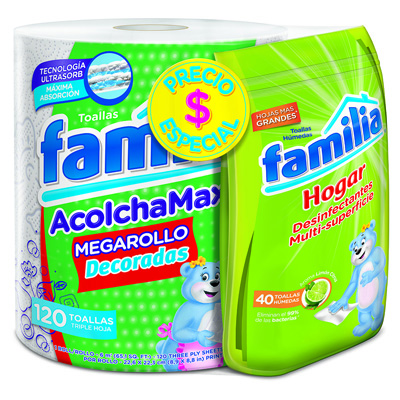 TECNOLOGÍA
ULTRASORB
MÁXIMA
ABSORCIÓN
Toallas
familia
AcolchaMax
MEGAROLLO
Decoradas
120 TOALLAS
TRIPLE HOJA
PRECIO
$
ESPECIAL
HOJAS MÁS
GRANDES
Toallas
Húmedas
familia
Hogar
Desinfectantes
Multi-superficie
40 TOALLAS
HÚMEDAS